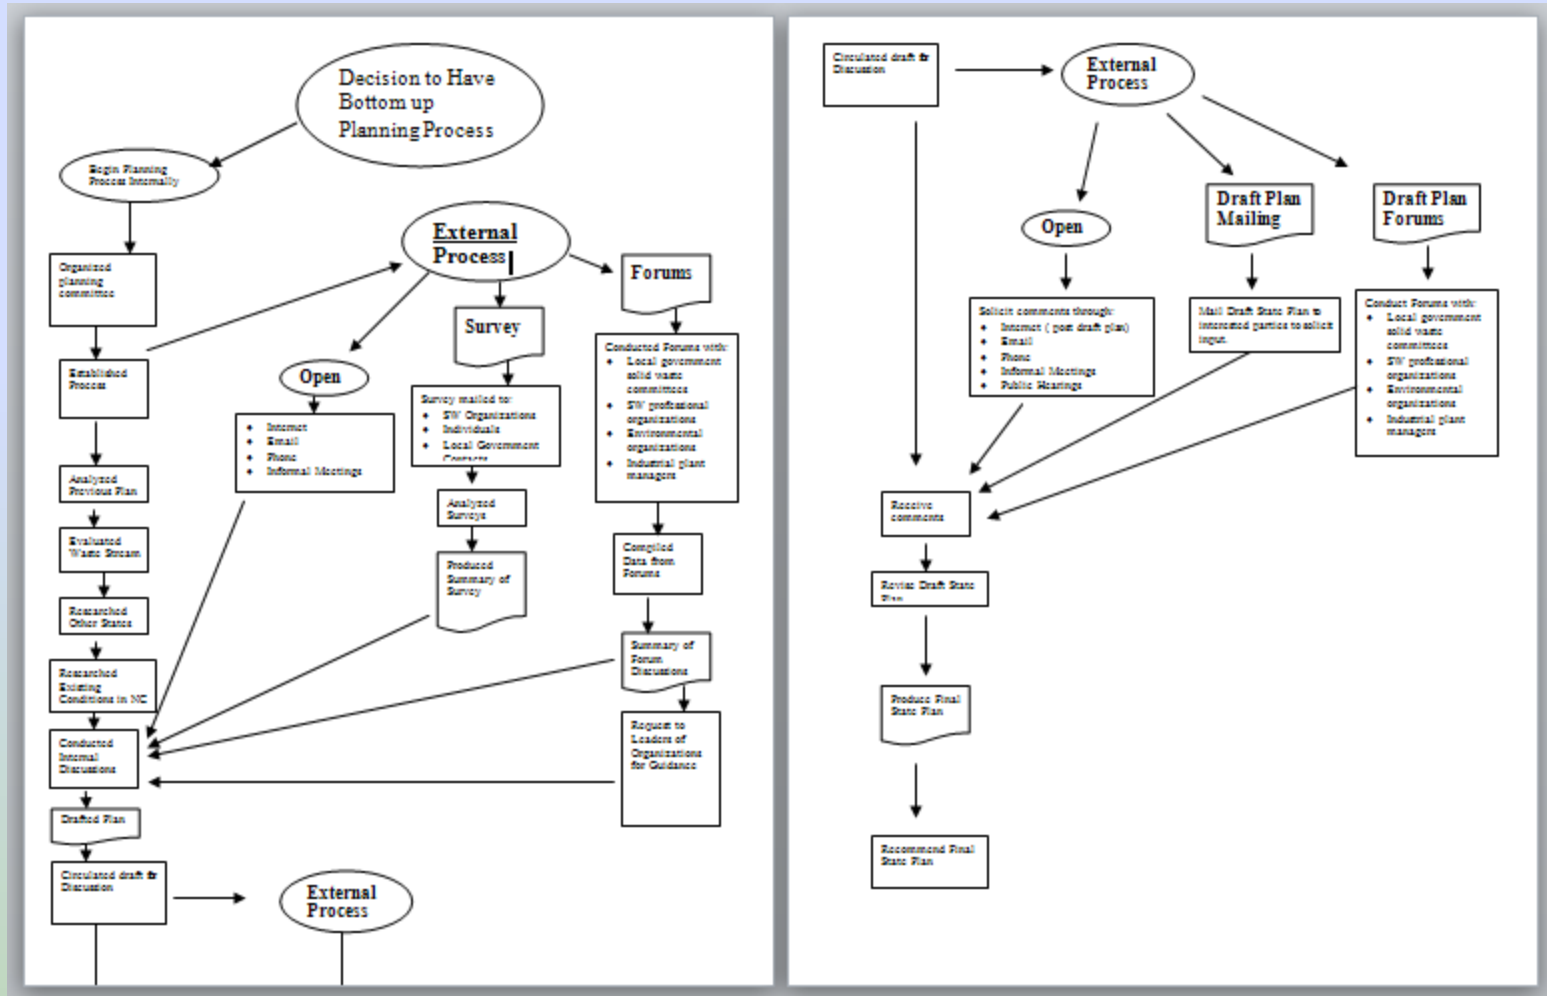 Decision to Have
Bottom up
Planning Process
Begin Planning
Process Internally
External
Process
Organized
planning
committee
Forums
Survey
Established
Process
Open
Conducted Forums with:
• Local government
solid waste
committees
• SW professional
organizations
• Environmental
organizations
• Industrial plant
managers
Survey mailed to:
• SW Organizations
• Individuals
• Local Government
• Internet
• Email
• Phone
• Informal Meetings
Analyzed
Previous Plan
Analyzed
Surveys
Evaluated
Waste Stream
Compiled
Data from
Forums
Produced
Summary of
Survey
Researched
Other States
Summary of
Forum
Discussions
Researched
Existing
Conditions in NC
Request to
Leaders of
Organizations
for Guidance
Conducted
Internal
Discussions
Drafted Plan
Circulated draft for
Discussion
External
Process
Circulated draft for
Discussion
External
Process
Open
Draft Plan
Mailing
Draft Plan
Forums
Solicit comments through:
• Internet ( post draft plan)
• Email
• Phone
• Informal Meetings
• Public Hearings
Mail Draft State Plan to
interested parties to solicit
input.
Conduct Forums with:
• Local government
solid waste
committees
• SW professional
organizations
• Environmental
organizations
• Industrial plant
managers
Receive
comments
Revise Draft State
Plan
Produce Final
State Plan
Recommend Final
State Plan